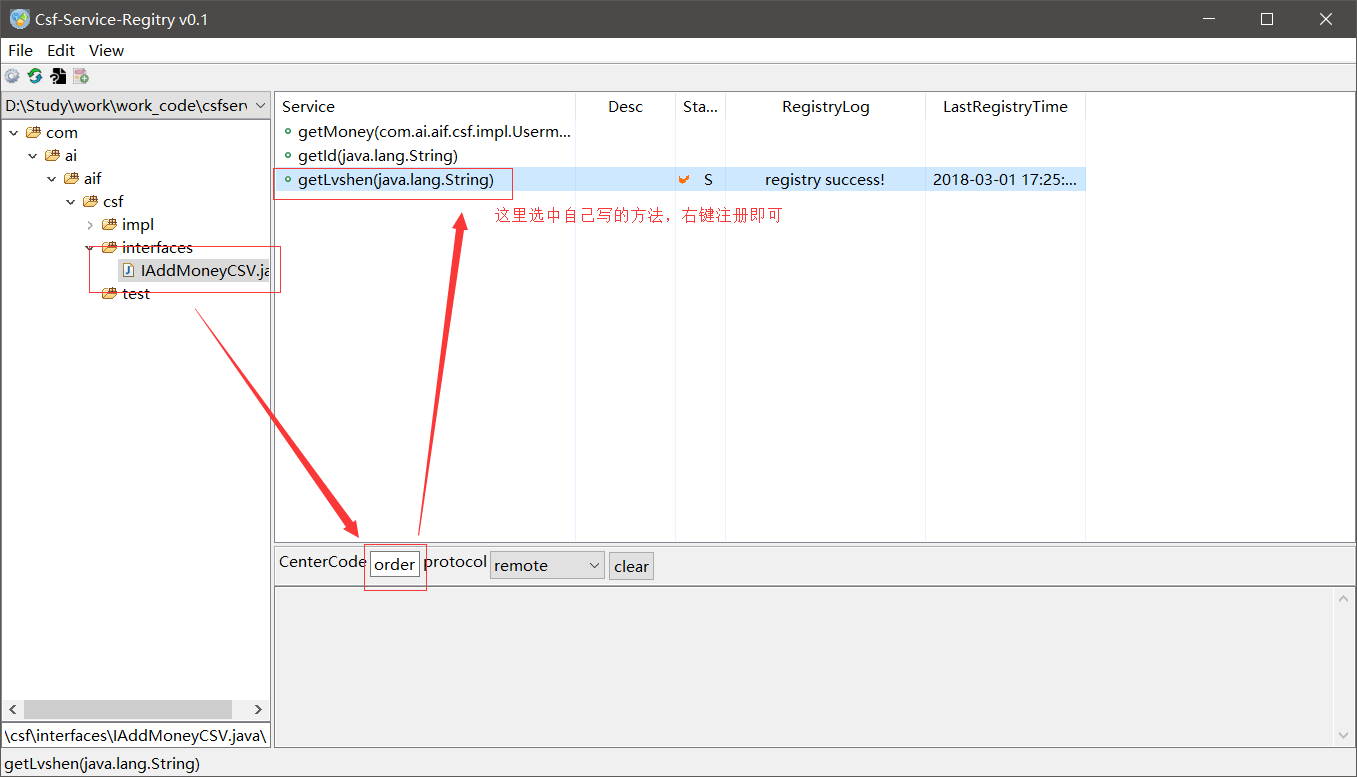 Csf-Service-Regitry v0.1
File Edit View
D:\Study\work\work_code\csfserv
com
ai
aif
csf
impl
interfaces
IAddMoneyCSV.ja
test
\csf\interfaces\IAddMoneyCSV.java\
Service Desc Sta... RegistryLog LastRegistryTime
getMoney(com.ai.aif.csf.impl.Userm...
getId(java.lang.String)
getLvshen(java.lang.String) S registry success! 2018-03-01 17:25:...
这里选中自己写的方法，右键注册即可
CenterCode order protocol remote clear
getLvshen(java.lang.String)